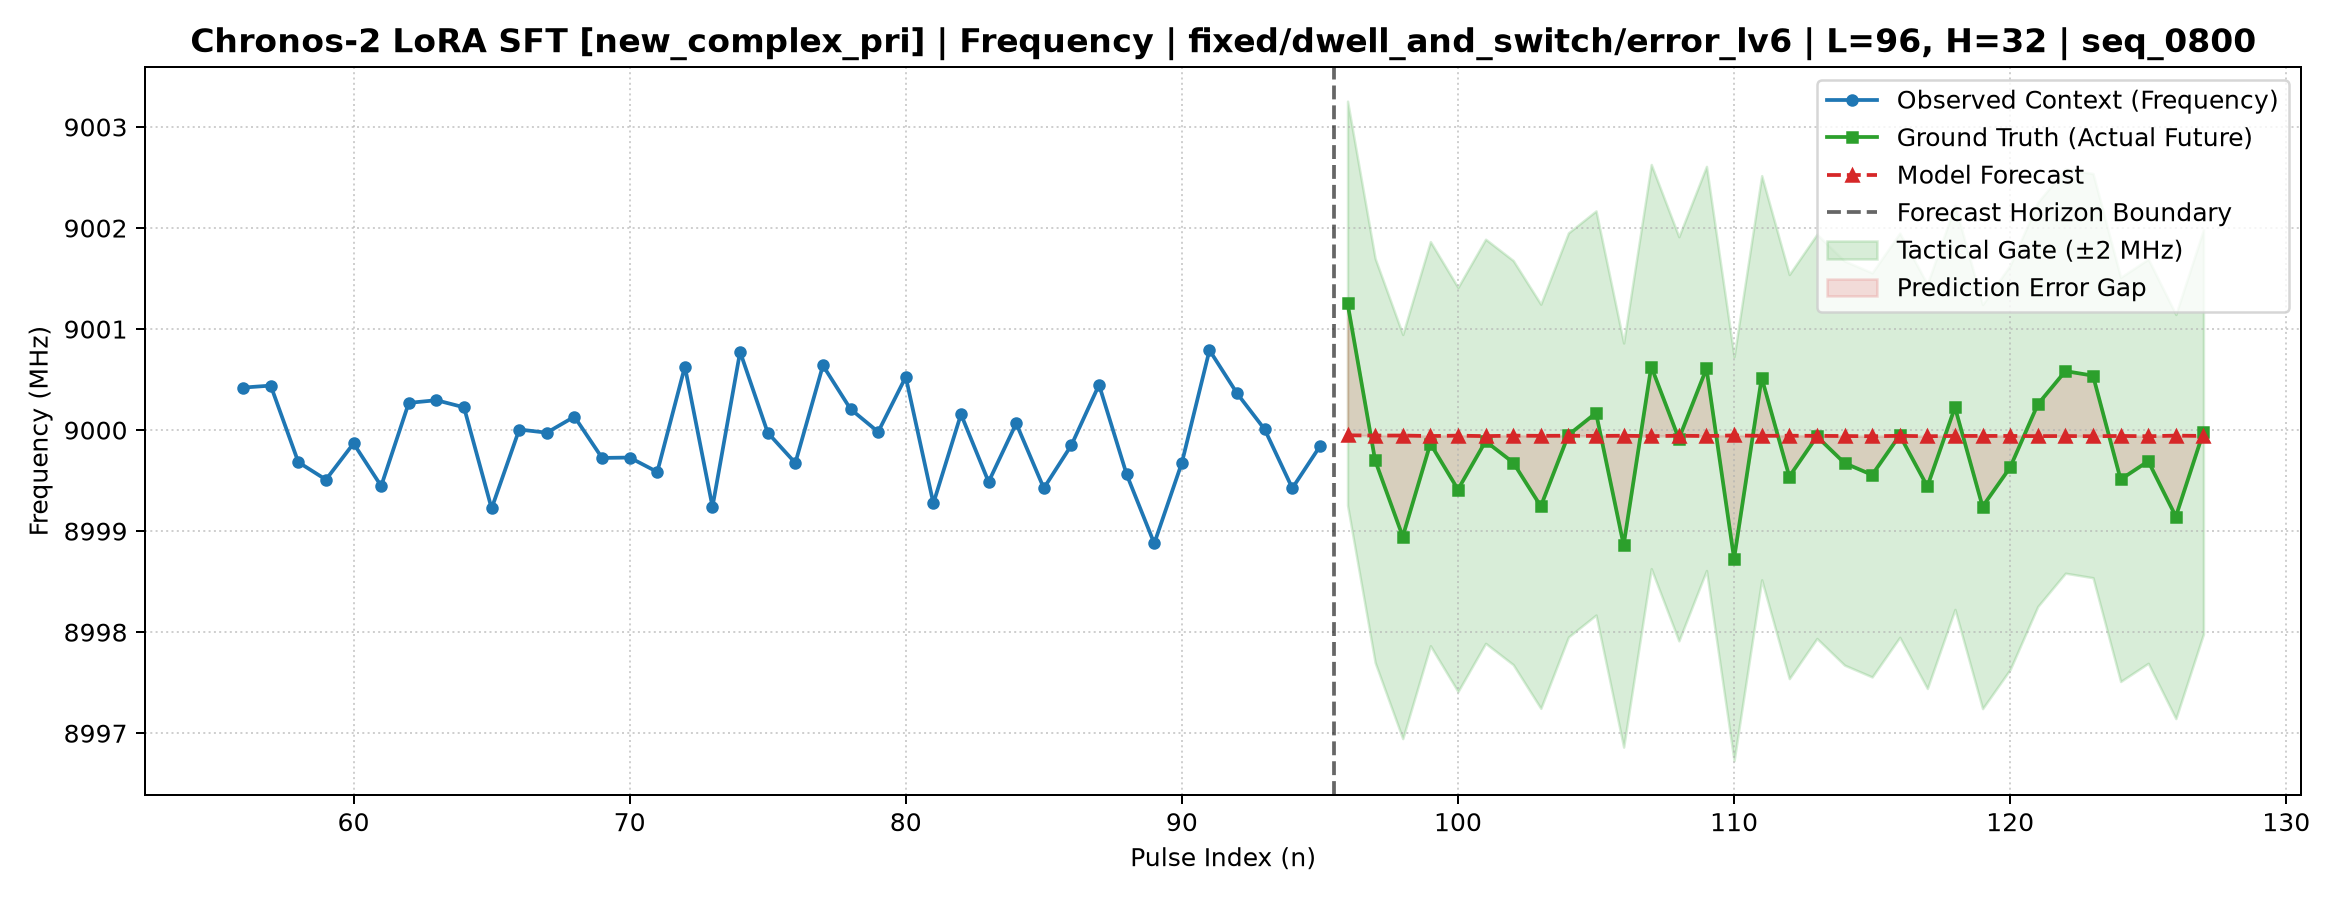 Chronos-2 LoRA SFT [new_complex_pri] | Frequency | fixed/dwell_and_switch/error_lv6 | L=96, H=32 | seq_0800
Observed Context (Frequency)
Ground Truth (Actual Future)
Model Forecast
Forecast Horizon Boundary
Tactical Gate (±2 MHz)
Prediction Error Gap
Frequency (MHz)
9003
9002
9001
9000
8999
8998
8997
60 70 80 90 100 110 120 130
Pulse Index (n)